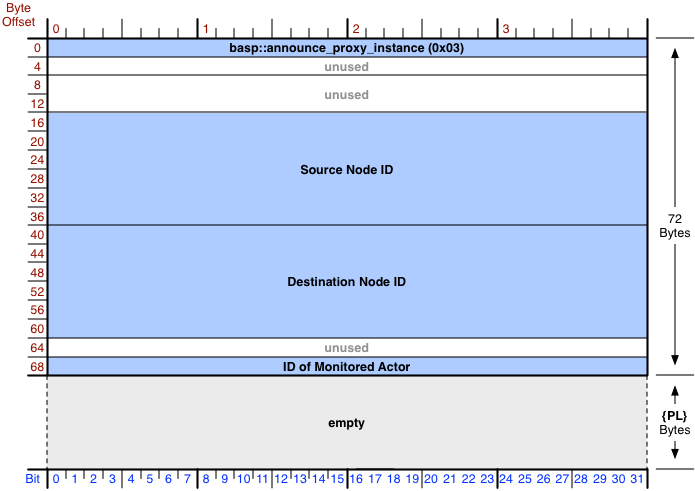 Byte
Offset
0 1 2 3
0 basp::announce_proxy_instance (0x03)
4 unused
8
unused
12
16
20
24
Source Node ID
28
32
36
72
Bytes
40
44
48
Destination Node ID
52
56
60
64 unused
68 ID of Monitored Actor
empty
{PL}
Bytes
Bit 0 1 2 3 4 5 6 7 8 9 10 11 12 13 14 15 16 17 18 19 20 21 22 23 24 25 26 27 28 29 30 31